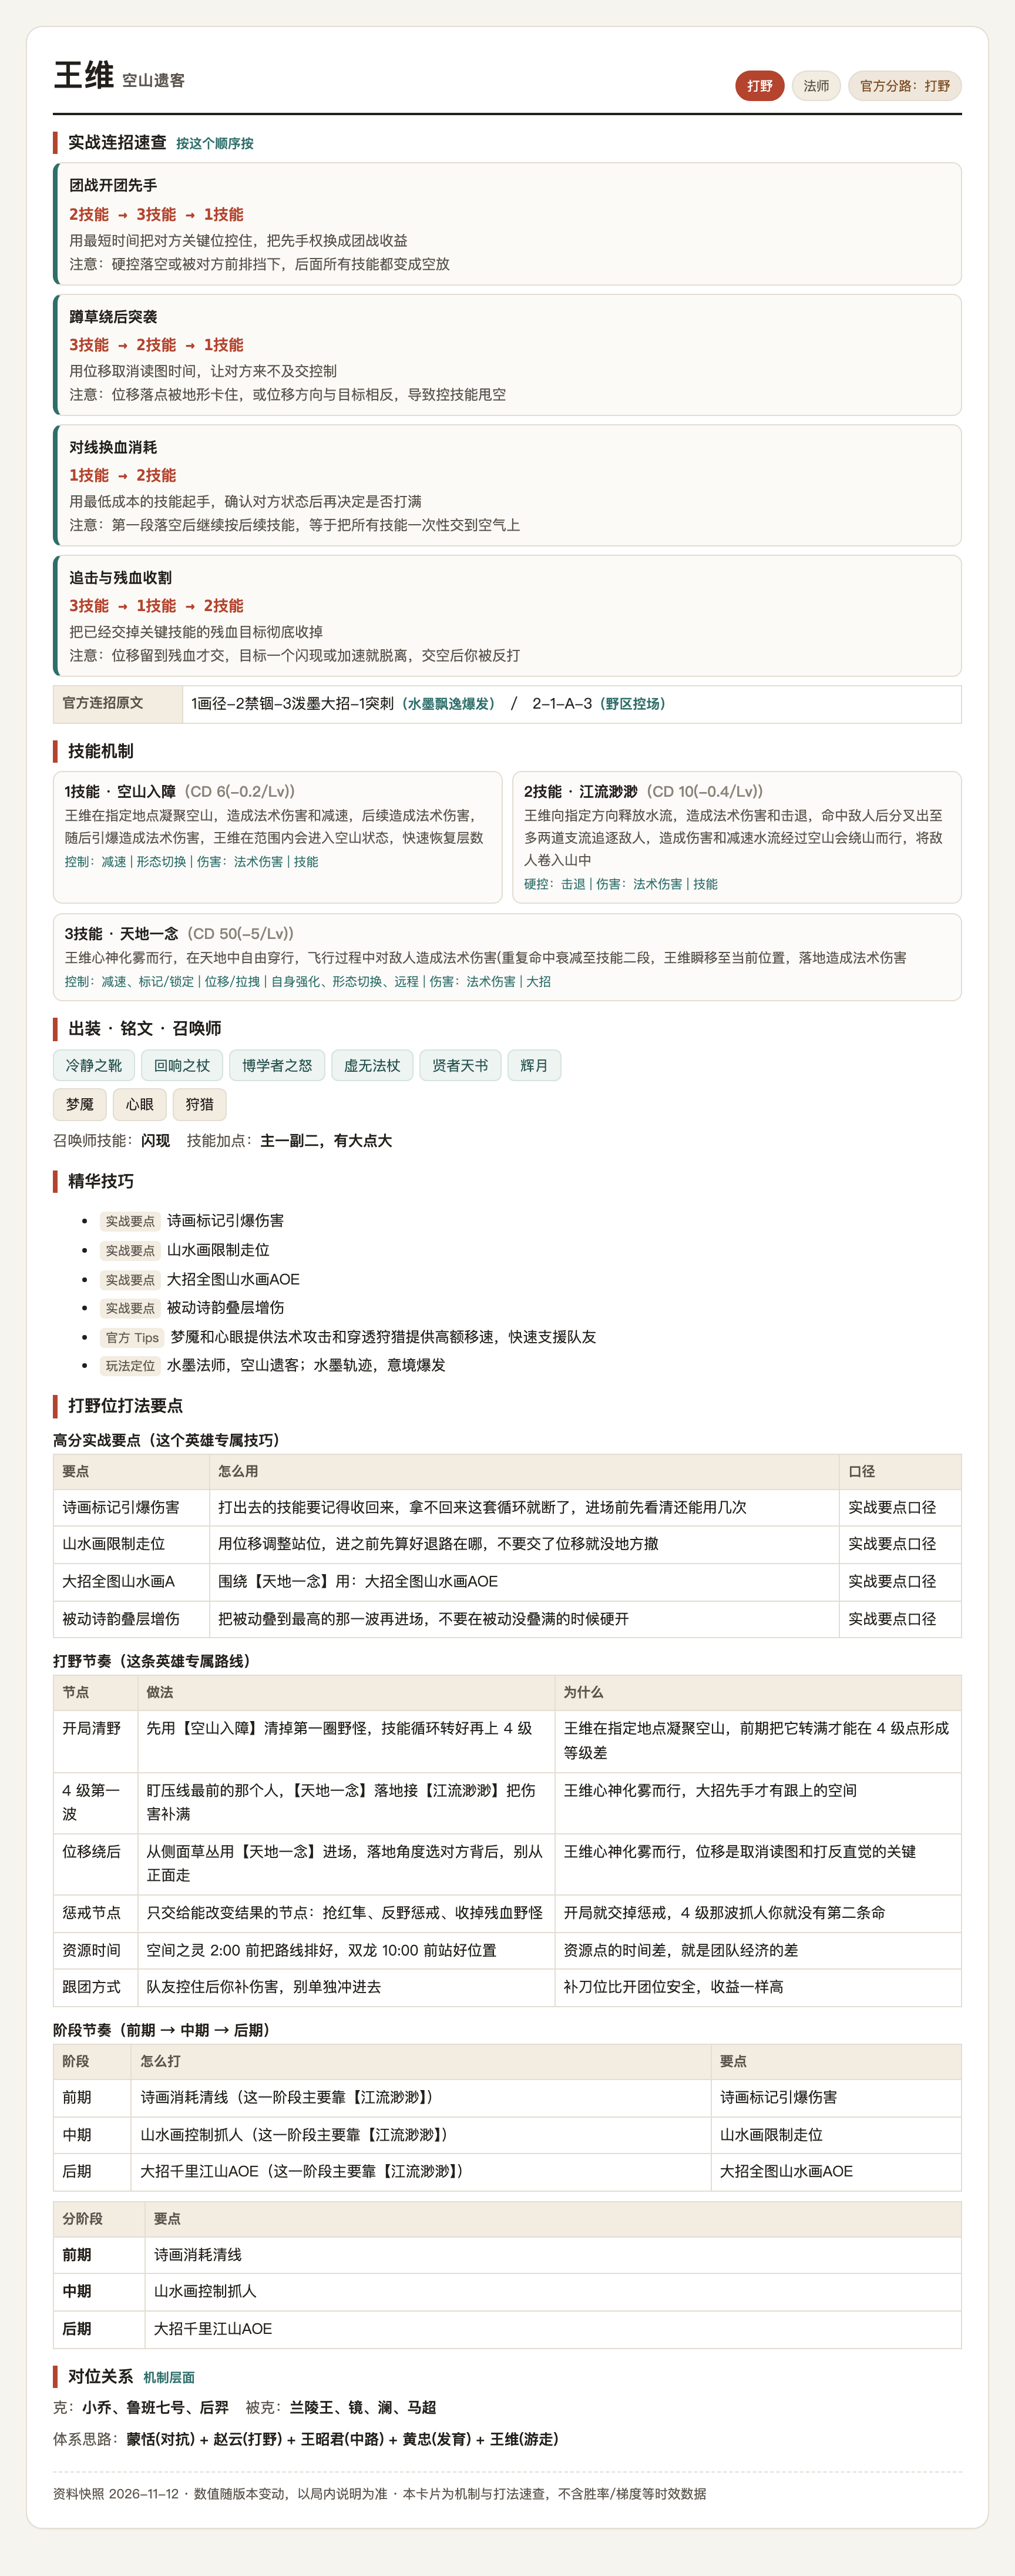 王维 空山遗客
打野 法师 官方分路：打野
实战连招速查 按这个顺序按
团战开团先手
2技能 → 3技能 → 1技能
用最短时间把对方关键位控住，把先手权换成团战收益
注意：硬控落空或被对方前排挡下，后面所有技能都变成空放
蹲草绕后突袭
3技能 → 2技能 → 1技能
用位移取消读图时间，让对方来不及交控制
注意：位移落点被地形卡住，或位移方向与目标相反，导致控技能甩空
对线换血消耗
1技能 → 2技能
用最低成本的技能起手，确认对方状态后再决定是否打满
注意：第一段落空后继续按后续技能，等于把所有技能一次性交到空气上
追击与残血收割
3技能 → 1技能 → 2技能
把已经交掉关键技能的残血目标彻底收掉
注意：位移留到残血才交，目标一个闪现或加速就脱离，交空后你被反打
官方连招原文 1画径-2禁锢-3泼墨大招-1突刺（水墨飘逸爆发） / 2-1-A-3（野区控场）
技能机制
1技能 · 空山入障（CD 6(-0.2/Lv)）
王维在指定地点凝聚空山，造成法术伤害和减速，后续造成法术伤害，
随后引爆造成法术伤害，王维在范围内会进入空山状态，快速恢复层数
控制：减速 | 形态切换 | 伤害：法术伤害 | 技能
2技能 · 江流渺渺（CD 10(-0.4/Lv)）
王维向指定方向释放水流，造成法术伤害和击退，命中敌人后分叉出至
多两道支流追逐敌人，造成伤害和减速水流经过空山会绕山而行，将敌
人卷入山中
硬控：击退 | 伤害：法术伤害 | 技能
3技能 · 天地一念（CD 50(-5/Lv)）
王维心神化雾而行，在天地中自由穿行，飞行过程中对敌人造成法术伤害(重复命中衰减至技能二段，王维瞬移至当前位置，落地造成法术伤害
控制：减速、标记/锁定 | 位移/拉拽 | 自身强化、形态切换、远程 | 伤害：法术伤害 | 大招
出装 · 铭文 · 召唤师
冷静之靴 回响之杖 博学者之怒 虚无法杖 贤者天书 辉月
梦魇 心眼 狩猎
召唤师技能：闪现 技能加点：主一副二，有大点大
精华技巧
• 实战要点 诗画标记引爆伤害
• 实战要点 山水画限制走位
• 实战要点 大招全图山水画AOE
• 实战要点 被动诗韵叠层增伤
• 官方 Tips 梦魇和心眼提供法术攻击和穿透狩猎提供高额移速，快速支援队友
• 玩法定位 水墨法师，空山遗客；水墨轨迹，意境爆发
打野位打法要点
高分实战要点（这个英雄专属技巧）
要点 怎么用 口径
诗画标记引爆伤害 打出去的技能要记得收回来，拿不回来这套循环就断了，进场前先看清还能用几次 实战要点口径
山水画限制走位 用位移调整站位，进之前先算好退路在哪，不要交了位移就没地方撤 实战要点口径
大招全图山水画A 围绕【天地一念】用：大招全图山水画AOE 实战要点口径
被动诗韵叠层增伤 把被动叠到最高的那一波再进场，不要在被动没叠满的时候硬开 实战要点口径
打野节奏（这条英雄专属路线）
节点 做法 为什么
开局清野 先用【空山入障】清掉第一圈野怪，技能循环转好再上 4 级 王维在指定地点凝聚空山，前期把它转满才能在 4 级点形成
等级差
4 级第一 盯压线最前的那个人，【天地一念】落地接【江流渺渺】把伤 王维心神化雾而行，大招先手才有跟上的空间
波 害补满
位移绕后 从侧面草丛用【天地一念】进场，落地角度选对方背后，别从 王维心神化雾而行，位移是取消读图和打反直觉的关键
正面走
惩戒节点 只交给能改变结果的节点：抢红隼、反野惩戒、收掉残血野怪 开局就交掉惩戒，4 级那波抓人你就没有第二条命
资源时间 空间之灵 2:00 前把路线排好，双龙 10:00 前站好位置 资源点的时间差，就是团队经济的差
跟团方式 队友控住后你补伤害，别单独冲进去 补刀位比开团位安全，收益一样高
阶段节奏（前期 → 中期 → 后期）
阶段 怎么打 要点
前期 诗画消耗清线（这一阶段主要靠【江流渺渺】） 诗画标记引爆伤害
中期 山水画控制抓人（这一阶段主要靠【江流渺渺】） 山水画限制走位
后期 大招千里江山AOE（这一阶段主要靠【江流渺渺】） 大招全图山水画AOE
分阶段 要点
前期 诗画消耗清线
中期 山水画控制抓人
后期 大招千里江山AOE
对位关系 机制层面
克：小乔、鲁班七号、后羿 被克：兰陵王、镜、澜、马超
体系思路：蒙恬(对抗) + 赵云(打野) + 王昭君(中路) + 黄忠(发育) + 王维(游走)
资料快照 2026-11-12 · 数值随版本变动，以局内说明为准 · 本卡片为机制与打法速查，不含胜率/梯度等时效数据